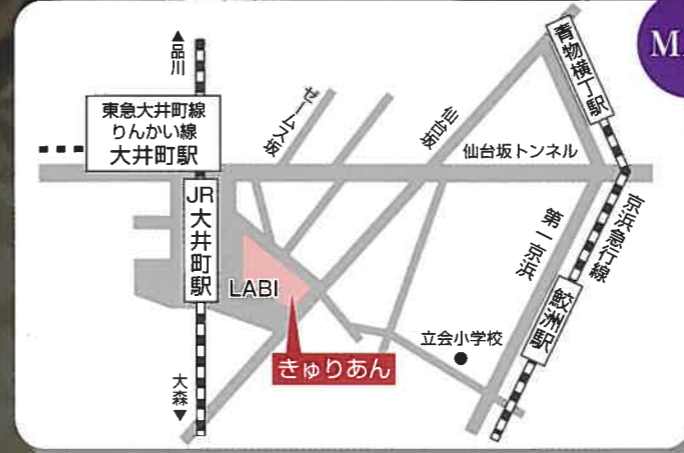 ▲品川
東急大井町線
りんかい線
大井町駅
JR大井町駅
ゼームス坂
仙台坂
仙台坂トンネル
青物横丁駅
京浜急行線
第一京浜
鮫洲駅
LABI
きゅりあん
立会小学校
大森▼